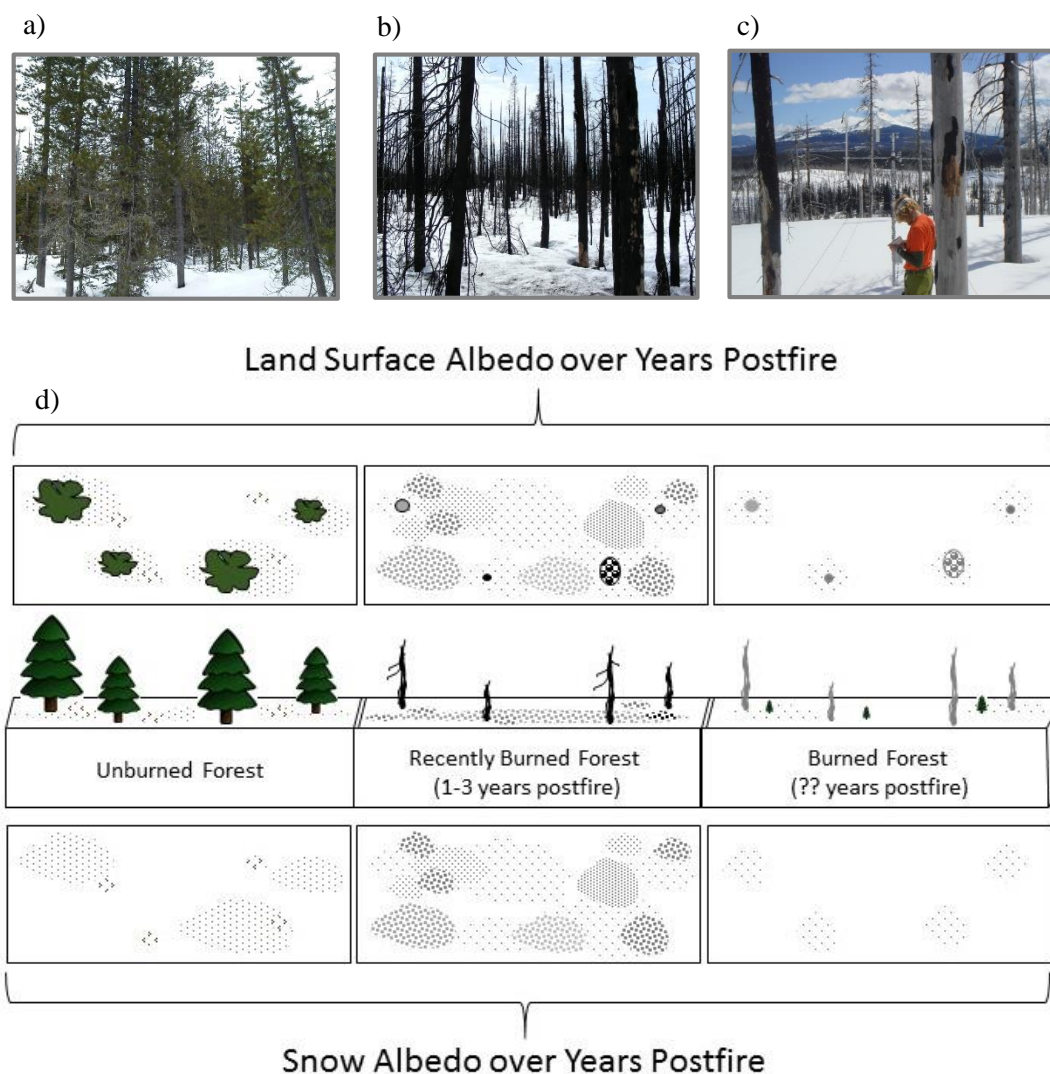 a)
b)
c)
Land Surface Albedo over Years Postfire
d)
Unburned Forest
Recently Burned Forest
(1-3 years postfire)
Burned Forest
(?? years postfire)
Snow Albedo over Years Postfire